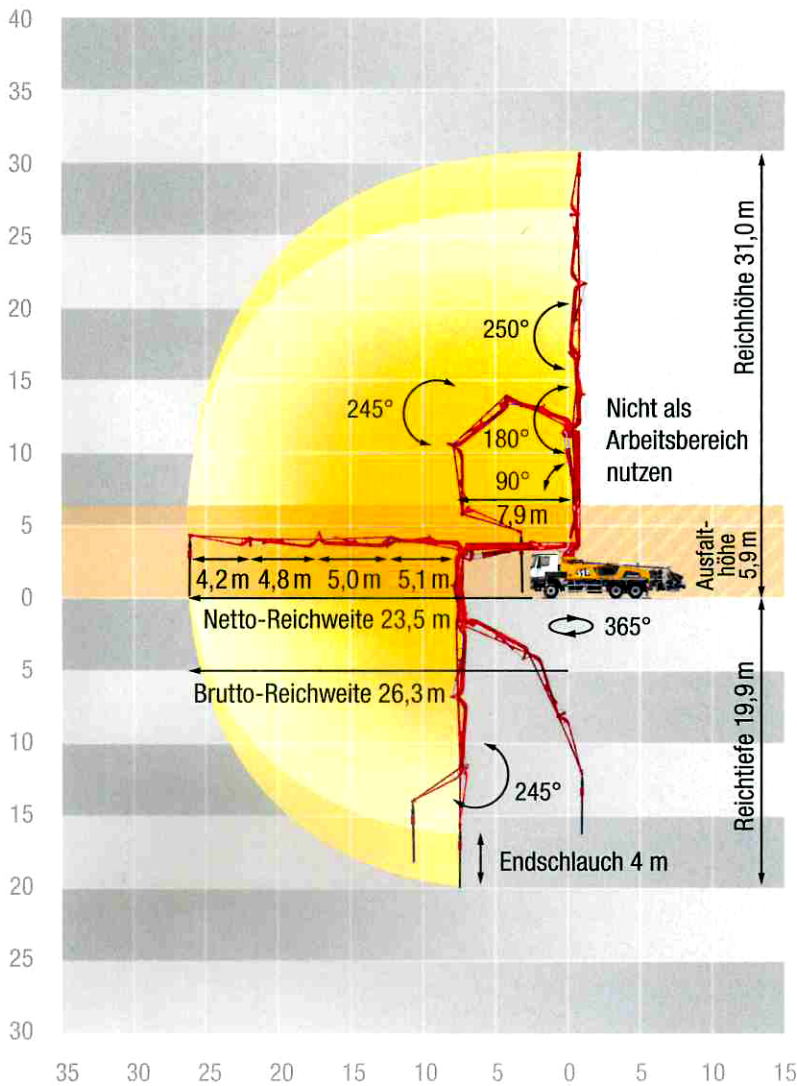 40
35
30
25
20
15
10
5
0
5
10
15
20
25
30
35
30
25
20
15
10
5
0
5
10
15
Reichhöhe 31,0 m
250°
245°
180°
Nicht als
Arbeitsbereich
nutzen
90°
7,9 m
Ausfalt-
höhe
5,9 m
4,2 m
4,8 m
5,0 m
5,1 m
Netto-Reichweite 23,5 m
365°
Brutto-Reichweite 26,3 m
Reichtiefe 19,9 m
245°
Endschlauch 4 m